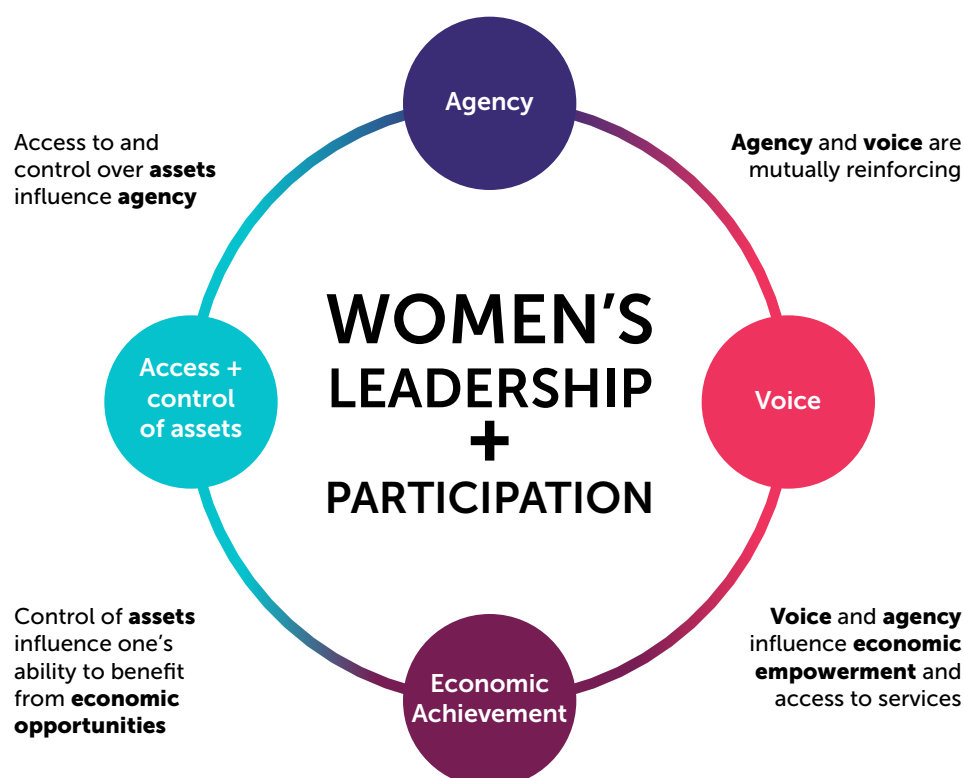 Agency
Access to and
control over assets
influence agency
Agency and voice are
mutually reinforcing
WOMEN'S
LEADERSHIP
+
PARTICIPATION
Access +
control
of assets
Voice
Control of assets
influence one's
ability to benefit
from economic
opportunities
Economic
Achievement
Voice and agency
influence economic
empowerment and
access to services